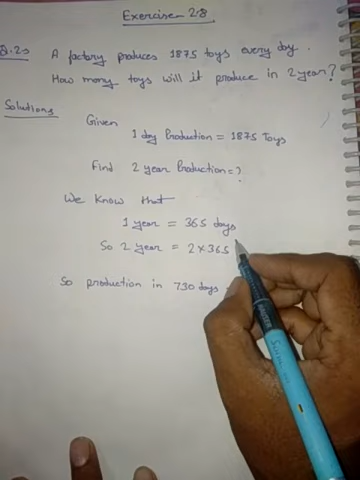 Exercise - 2.8
Q.2) A factory produces 1875 toys every day.
How many toys will it produce in 2 year?
Solutions
Given
1 day Production = 1875 Toys
Find 2 year Production = ?
We Know that
1 year = 365 days
So 2 year = 2×365
So production in 730 days